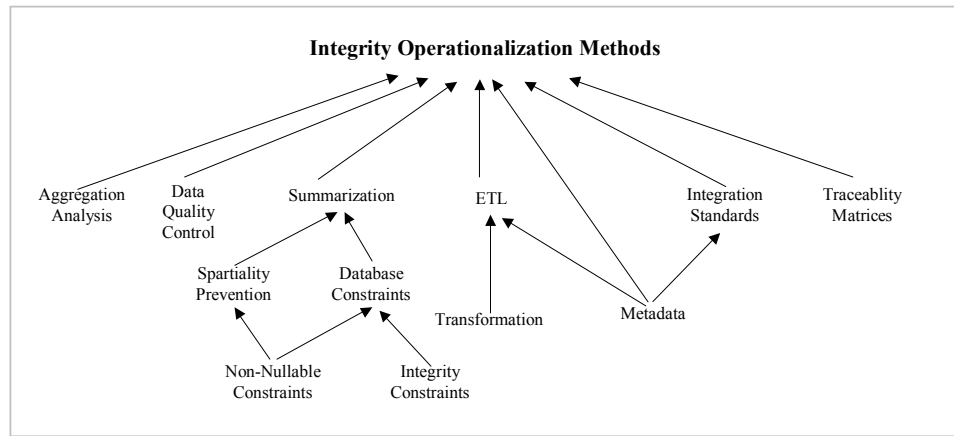 Integrity Operationalization Methods
Aggregation
Analysis
Data
Quality
Control
Summarization
ETL
Integration
Standards
Traceablity
Matrices
Spartiality
Prevention
Database
Constraints
Transformation
Metadata
Non-Nullable
Constraints
Integrity
Constraints